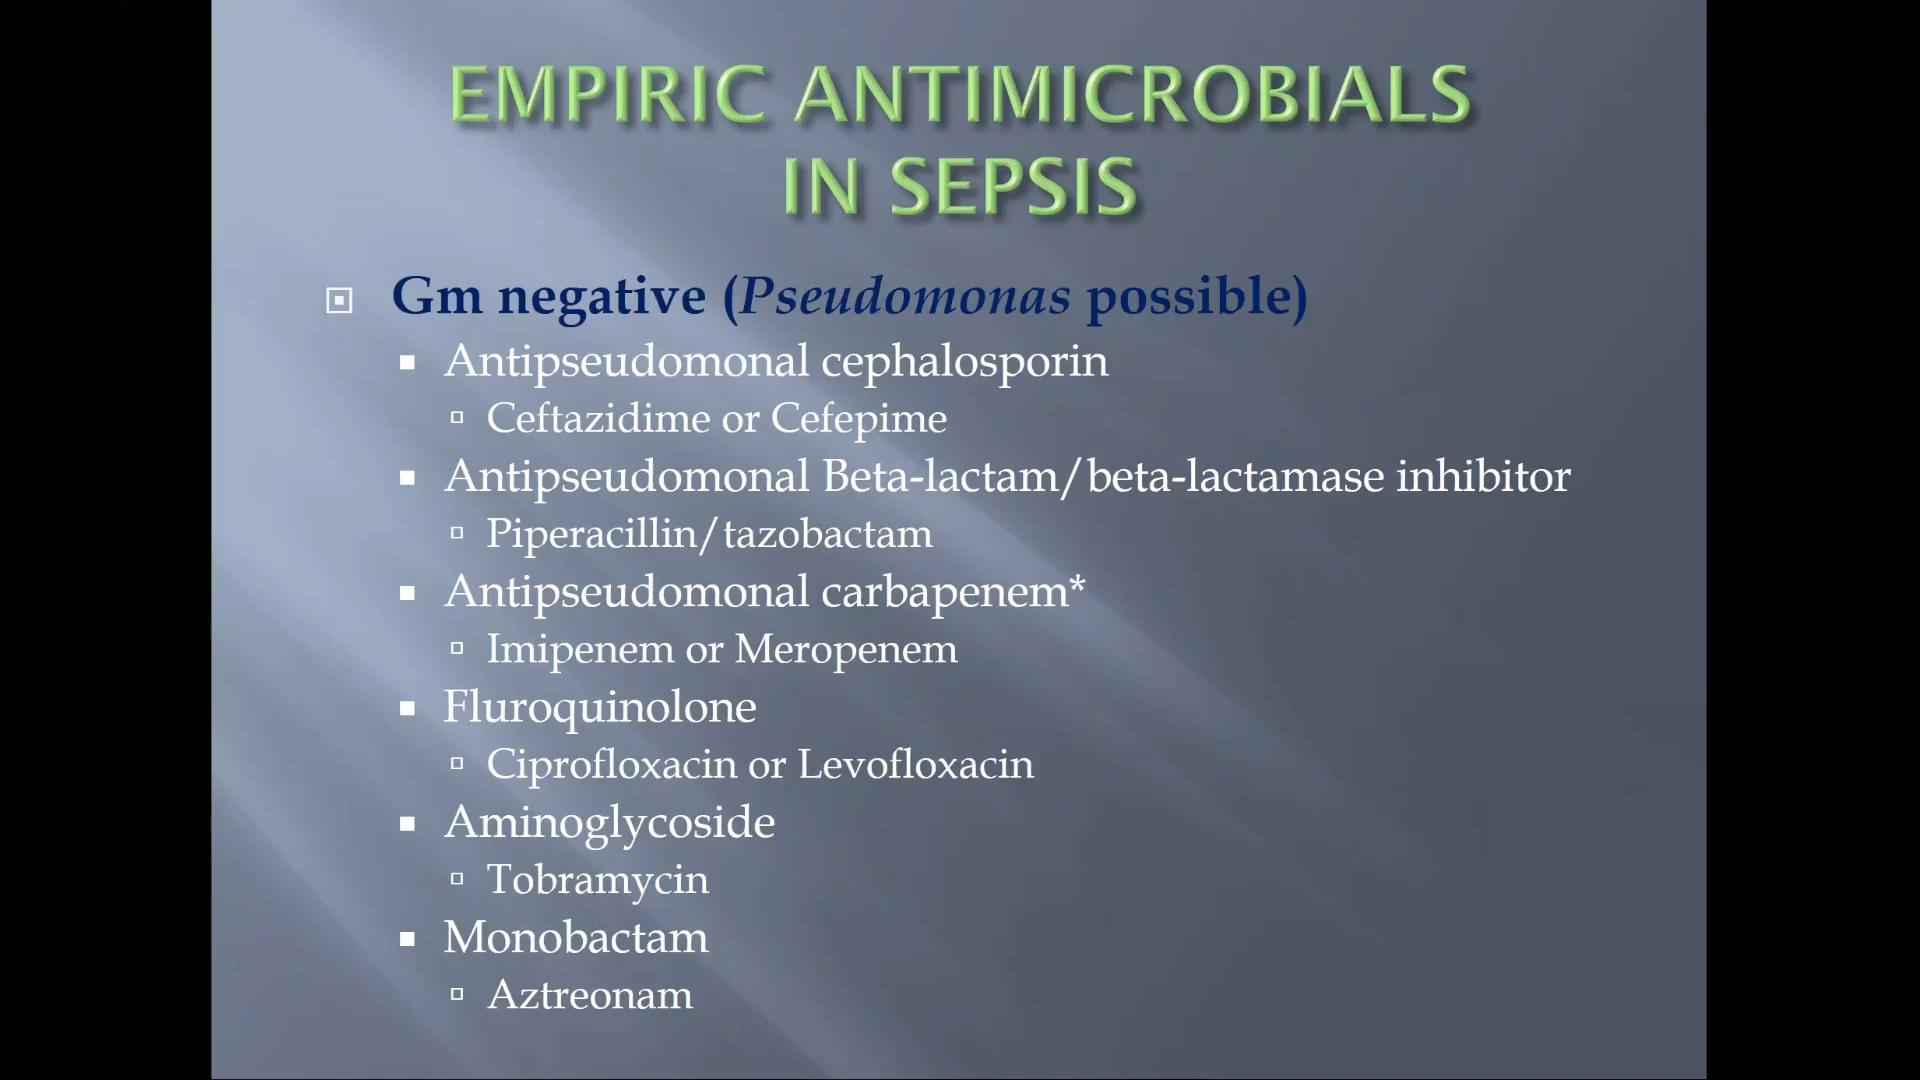 EMPIRIC ANTIMICROBIALS
IN SEPSIS
Gm negative (Pseudomonas possible)
Antipseudomonal cephalosporin
Ceftazidime or Cefepime
Antipseudomonal Beta-lactam/beta-lactamase inhibitor
Piperacillin/tazobactam
Antipseudomonal carbapenem*
Imipenem or Meropenem
Fluroquinolone
Ciprofloxacin or Levofloxacin
Aminoglycoside
Tobramycin
Monobactam
Aztreonam